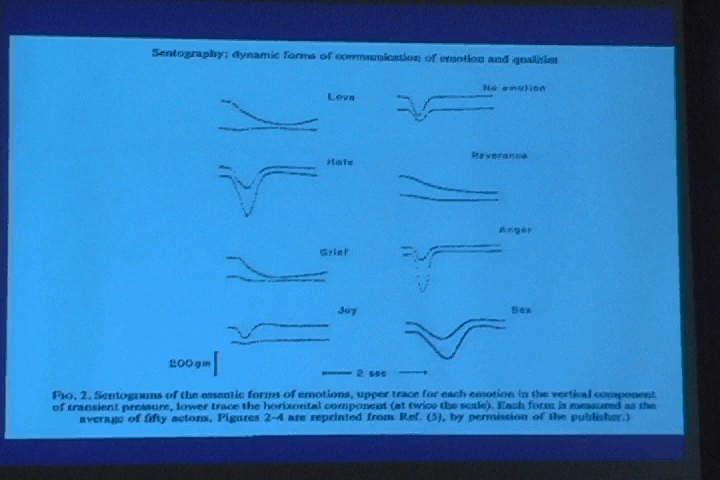 Sentography: dynamic forms of communication of emotion and qualities
Love
No emotion
Hate
Reverence
Anger
Grief
Joy
Sex
200gm
2 sec
FIG. 2. Sentograms of the essentic forms of emotions, upper trace for each emotion in the vertical component
of transient pressure, lower trace the horizontal component (at twice the scale). Each form is measured as the
average of fifty actons. Figures 2-4 are reprinted from Ref. (5), by permission of the publisher.)